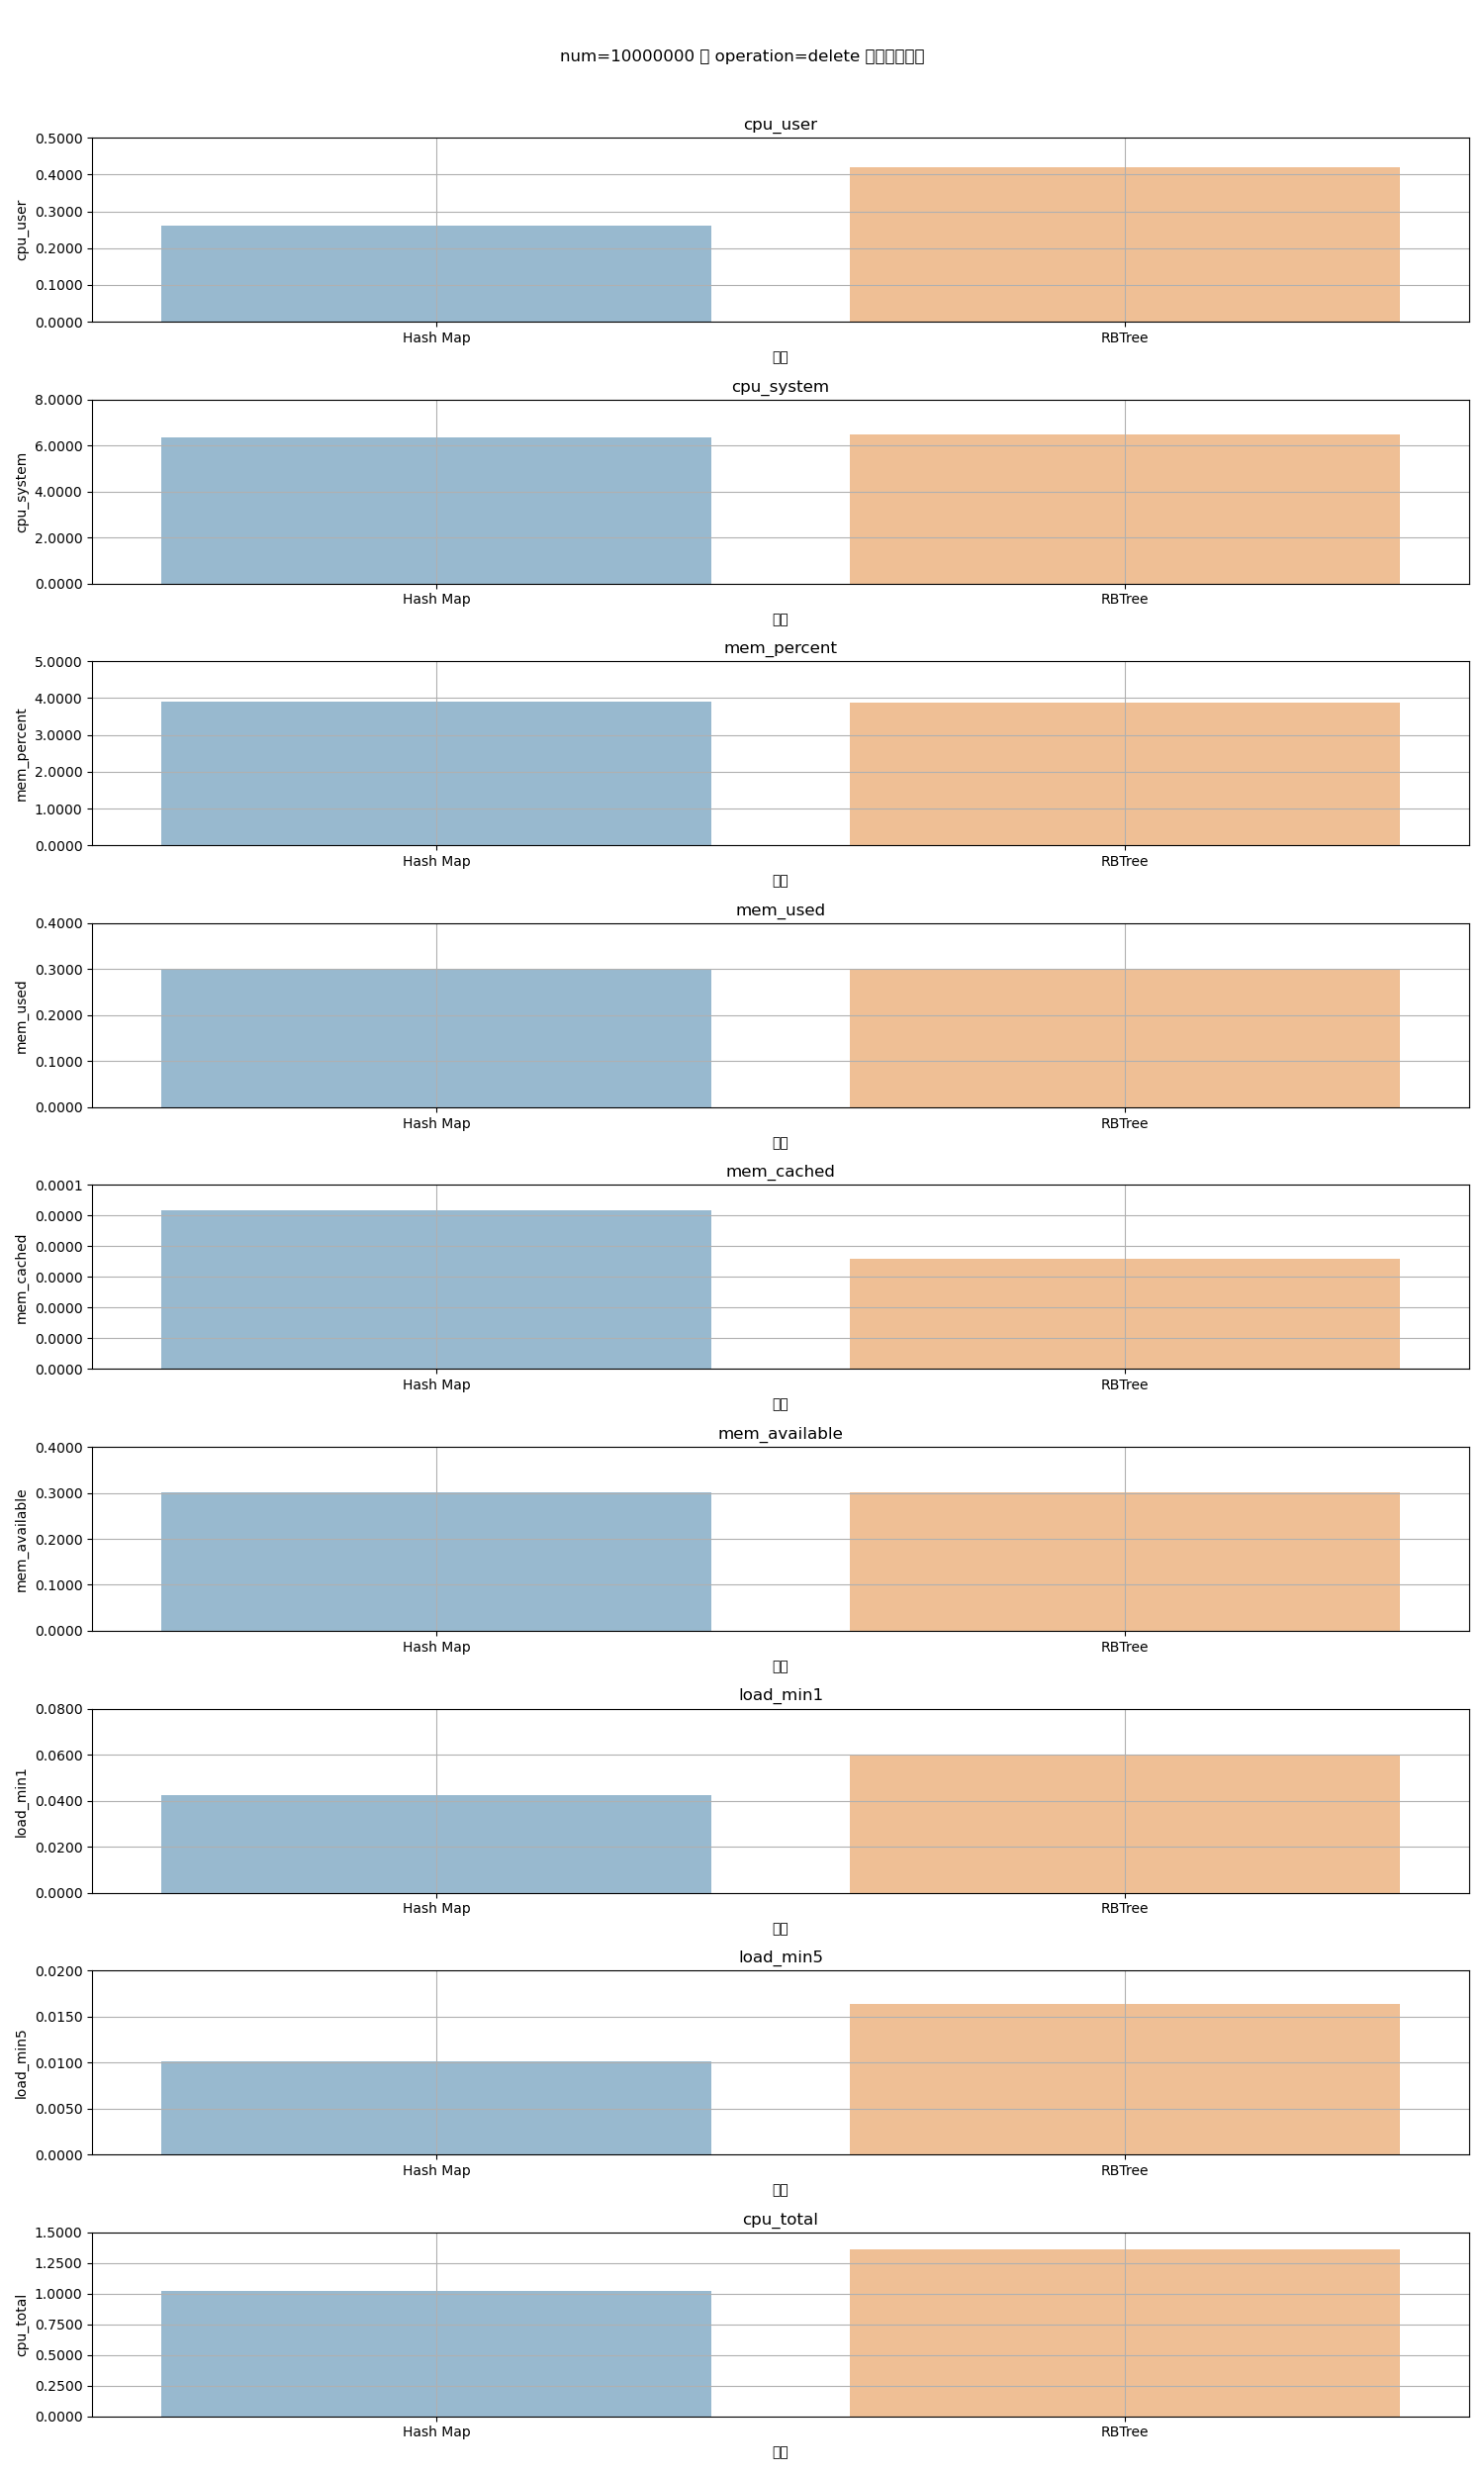 num=10000000 operation=delete
cpu_user
0.5000
0.4000
0.3000
0.2000
0.1000
0.0000
cpu_user
Hash Map RBTree
cpu_system
8.0000
6.0000
4.0000
2.0000
0.0000
cpu_system
Hash Map RBTree
mem_percent
5.0000
4.0000
3.0000
2.0000
1.0000
0.0000
mem_percent
Hash Map RBTree
mem_used
0.4000
0.3000
0.2000
0.1000
0.0000
mem_used
Hash Map RBTree
mem_cached
0.0001
0.0000
0.0000
0.0000
0.0000
0.0000
0.0000
mem_cached
Hash Map RBTree
mem_available
0.4000
0.3000
0.2000
0.1000
0.0000
mem_available
Hash Map RBTree
load_min1
0.0800
0.0600
0.0400
0.0200
0.0000
load_min1
Hash Map RBTree
load_min5
0.0200
0.0150
0.0100
0.0050
0.0000
load_min5
Hash Map RBTree
cpu_total
1.5000
1.2500
1.0000
0.7500
0.5000
0.2500
0.0000
cpu_total
Hash Map RBTree